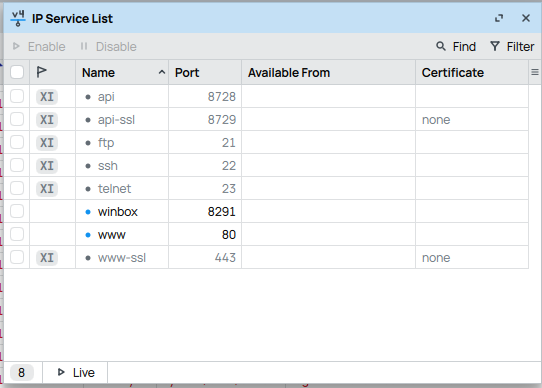 v4 IP Service List
Enable Disable Find Filter
Name Port Available From Certificate
XI api 8728
XI api-ssl 8729 none
XI ftp 21
XI ssh 22
XI telnet 23
winbox 8291
www 80
XI www-ssl 443 none
8 Live